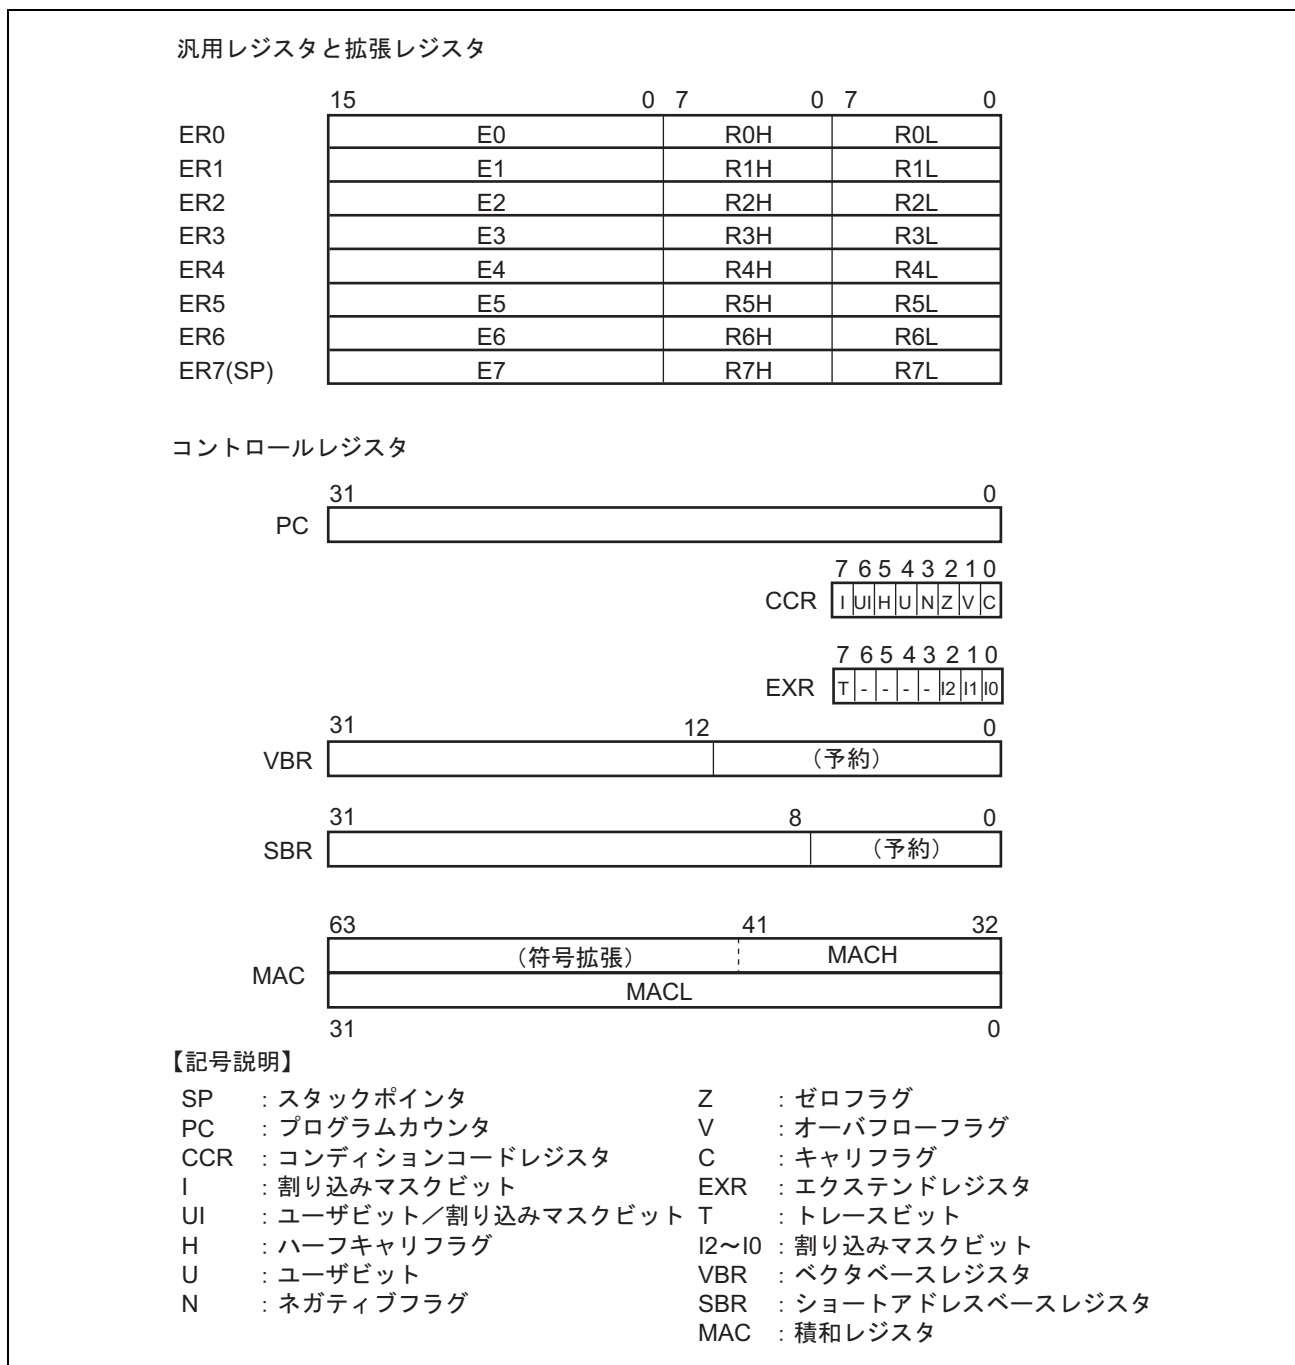 汎用レジスタと拡張レジスタ
15 0 7 0 7 0
ER0 E0 R0H R0L
ER1 E1 R1H R1L
ER2 E2 R2H R2L
ER3 E3 R3H R3L
ER4 E4 R4H R4L
ER5 E5 R5H R5L
ER6 E6 R6H R6L
ER7(SP) E7 R7H R7L
コントロールレジスタ
31 0
PC
7 6 5 4 3 2 1 0
CCR I UI H U N Z V C
7 6 5 4 3 2 1 0
EXR T - - - - I2 I1 I0
31 12 0
VBR (予約)
31 8 0
SBR (予約)
63 41 32
(符号拡張) MACH
MAC
MACL
31 0
【記号説明】
SP :スタックポインタ
PC :プログラムカウンタ
CCR :コンディションコードレジスタ
I :割り込みマスクビット
UI :ユーザビット/割り込みマスクビット
H :ハーフキャリフラグ
U :ユーザビット
N :ネガティブフラグ
Z :ゼロフラグ
V :オーバフローフラグ
C :キャリフラグ
EXR :エクステンドレジスタ
T :トレースビット
I2~I0 :割り込みマスクビット
VBR :ベクタベースレジスタ
SBR :ショートアドレスベースレジスタ
MAC :積和レジスタ